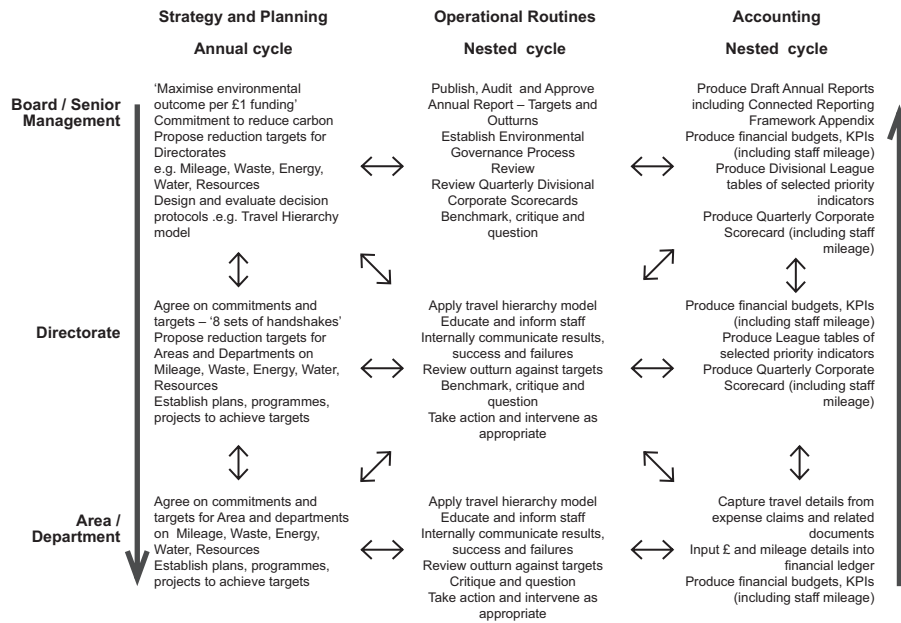 Strategy and Planning
Operational Routines
Accounting
Annual cycle
Nested cycle
Nested cycle
Board / Senior
Management
‘Maximise environmental
outcome per £1 funding’
Commitment to reduce carbon
Propose reduction targets for
Directorates
e.g. Mileage, Waste, Energy,
Water, Resources
Design and evaluate decision
protocols .e.g. Travel Hierarchy
model
Publish, Audit and Approve
Annual Report – Targets and
Outturns
Establish Environmental
Governance Process
Review
Review Quarterly Divisional
Corporate Scorecards
Benchmark, critique and
question
Produce Draft Annual Reports
including Connected Reporting
Framework Appendix
Produce financial budgets, KPIs
(including staff mileage)
Produce Divisional League
tables of selected priority
indicators
Produce Quarterly Corporate
Scorecard (including staff
mileage)
Directorate
Agree on commitments and
targets – ‘8 sets of handshakes’
Propose reduction targets for
Areas and Departments on
Mileage, Waste, Energy, Water,
Resources
Establish plans, programmes,
projects to achieve targets
Apply travel hierarchy model
Educate and inform staff
Internally communicate results,
success and failures
Review outturn against targets
Benchmark, critique and
question
Take action and intervene as
appropriate
Produce financial budgets, KPIs
(including staff mileage)
Produce League tables of
selected priority indicators
Produce Quarterly Corporate
Scorecard (including staff
mileage)
Area /
Department
Agree on commitments and
targets for Area and departments
on Mileage, Waste, Energy,
Water, Resources
Establish plans, programmes,
projects to achieve targets
Apply travel hierarchy model
Educate and inform staff
Internally communicate results,
success and failures
Review outturn against targets
Critique and question
Take action and intervene as
appropriate
Capture travel details from
expense claims and related
documents
Input £ and mileage details into
financial ledger
Produce financial budgets, KPIs
(including staff mileage)